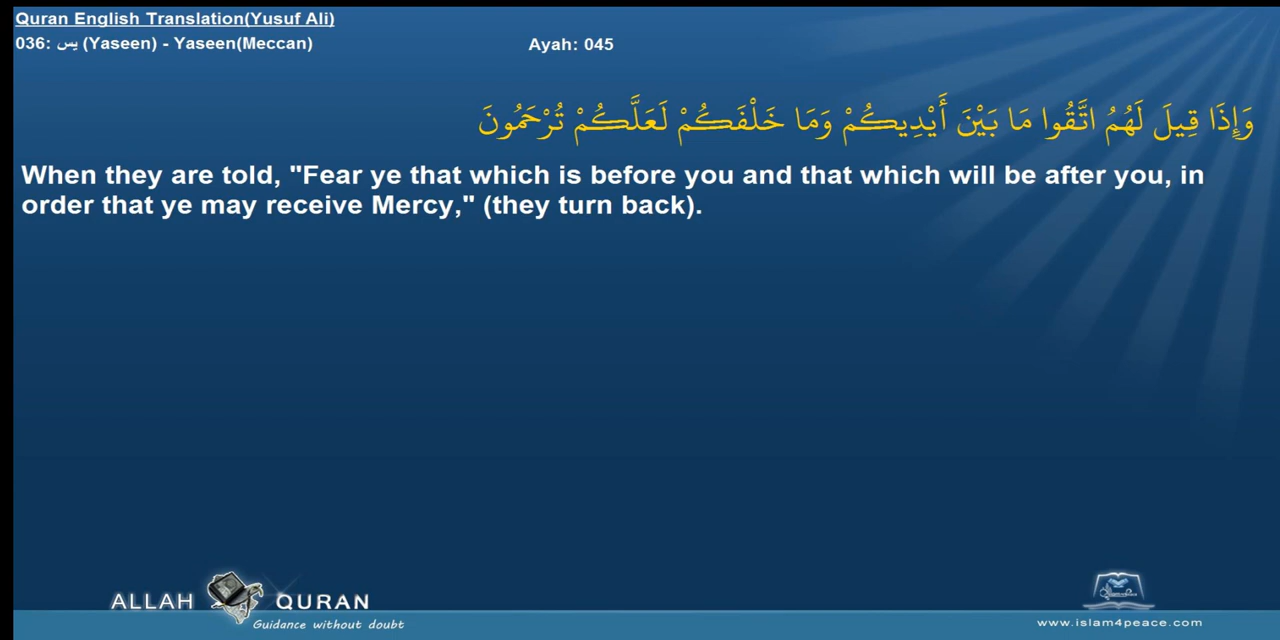 Quran English Translation(Yusuf Ali)
036: يس (Yaseen) - Yaseen(Meccan) Ayah: 045
وَإِذَا قِيلَ لَهُمُ اتَّقُوا مَا بَيْنَ أَيْدِيكُمْ وَمَا خَلْفَكُمْ لَعَلَّكُمْ تُرْحَمُونَ
When they are told, "Fear ye that which is before you and that which will be after you, in
order that ye may receive Mercy," (they turn back).
ALLAH QURAN
Guidance without doubt
www.islam4peace.com